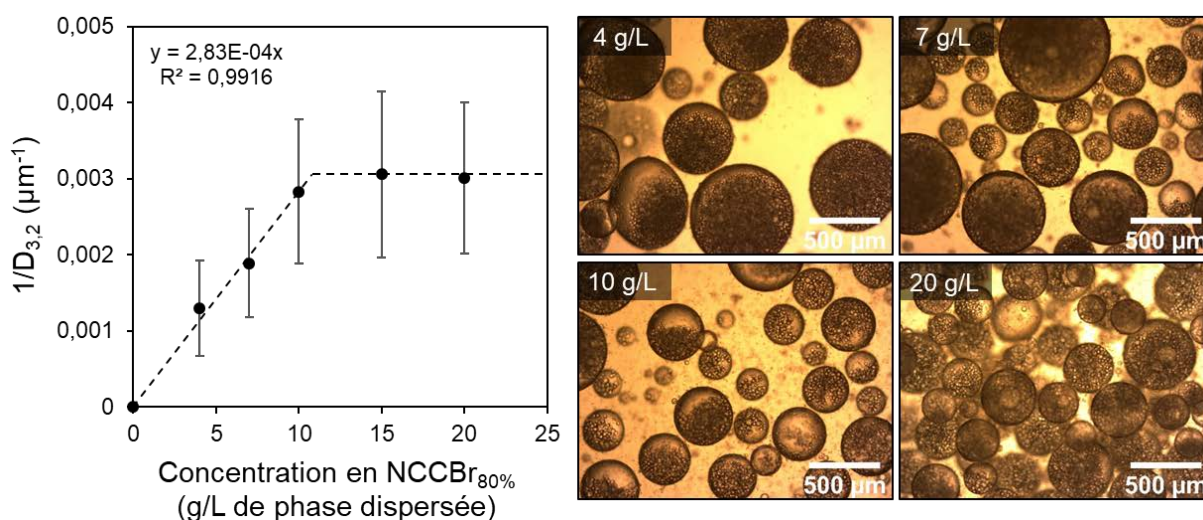 0,005
0,004
0,003
0,002
0,001
0
1/D3,2 (µm-1)
y = 2,83E-04x
R² = 0,9916
0 5 10 15 20 25
Concentration en NCCBr80%
(g/L de phase dispersée)
4 g/L
500 µm
7 g/L
500 µm
10 g/L
500 µm
20 g/L
500 µm